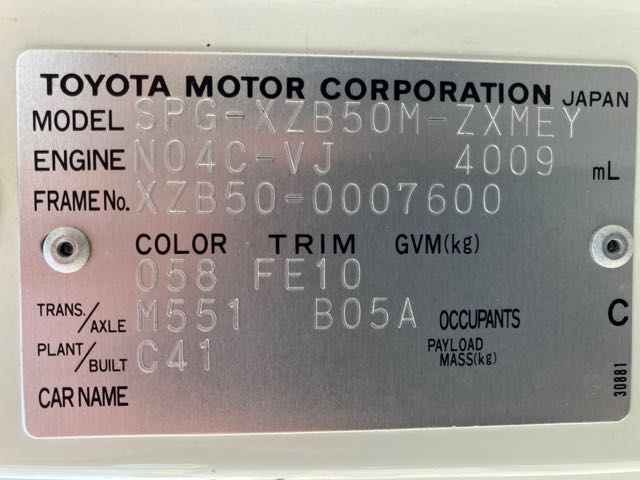 TOYOTA MOTOR CORPORATION JAPAN
MODEL SPG-XZB50M-ZXMEY
ENGINE N04C-VJ 4009 mL
FRAME No. XZB50-0007600
COLOR TRIM GVM(kg)
058 FE10
TRANS./AXLE M551 B05A OCCUPANTS C
PLANT/BUILT C41 PAYLOAD MASS(kg)
CAR NAME
30881